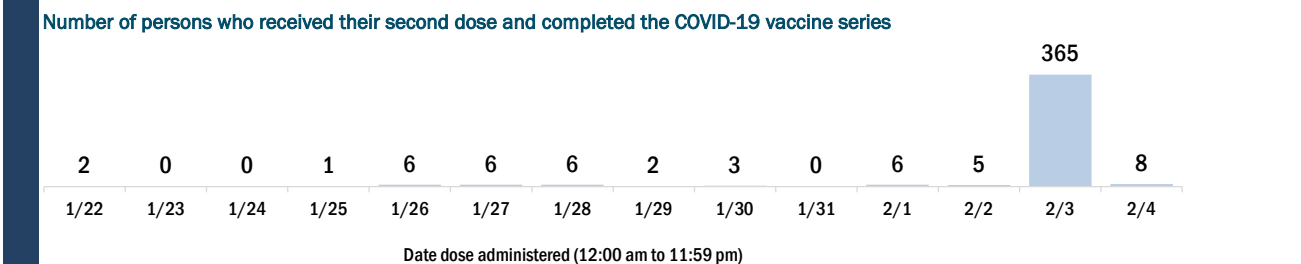 Number of persons who received their second dose and completed the COVID-19 vaccine series
365
2 0 0 1 6 6 6 2 3 0 6 5 8
1/22 1/23 1/24 1/25 1/26 1/27 1/28 1/29 1/30 1/31 2/1 2/2 2/3 2/4
Date dose administered (12:00 am to 11:59 pm)